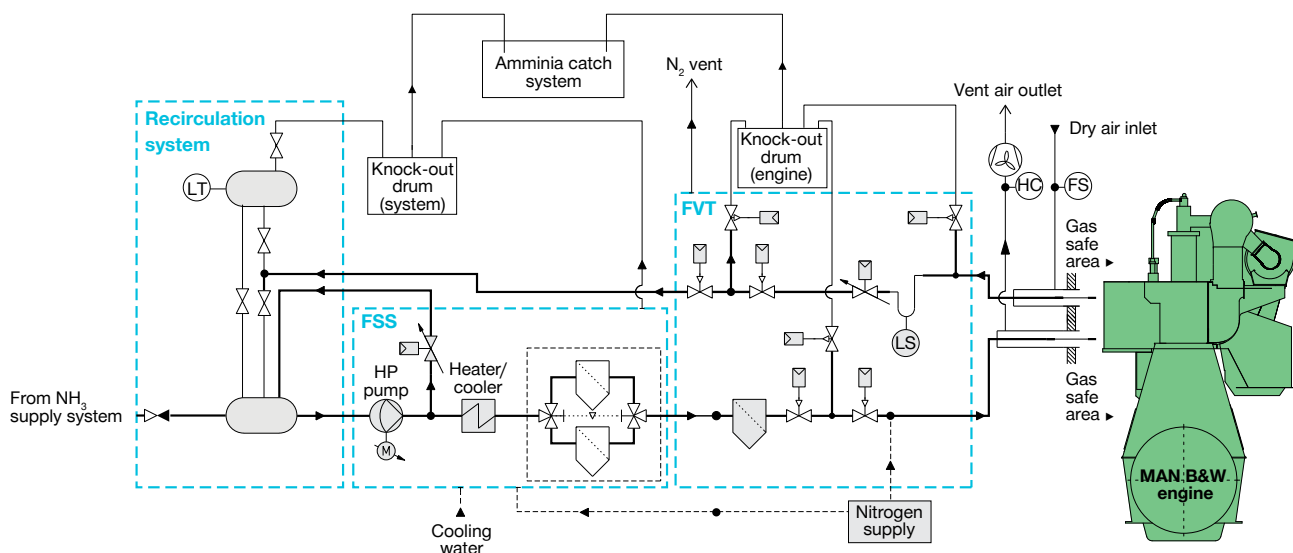 Amminia catch
system
N₂ vent
Vent air outlet
Dry air inlet
Recirculation
system
Knock-out
drum
(system)
Knock-out
drum
(engine)
LT
HC
FS
FVT
Gas
safe
area
FSS
LS
HP
pump
Heater/
cooler
From NH₃
supply system
M
Gas
safe
area
MAN B&W
engine
Nitrogen
supply
Cooling
water